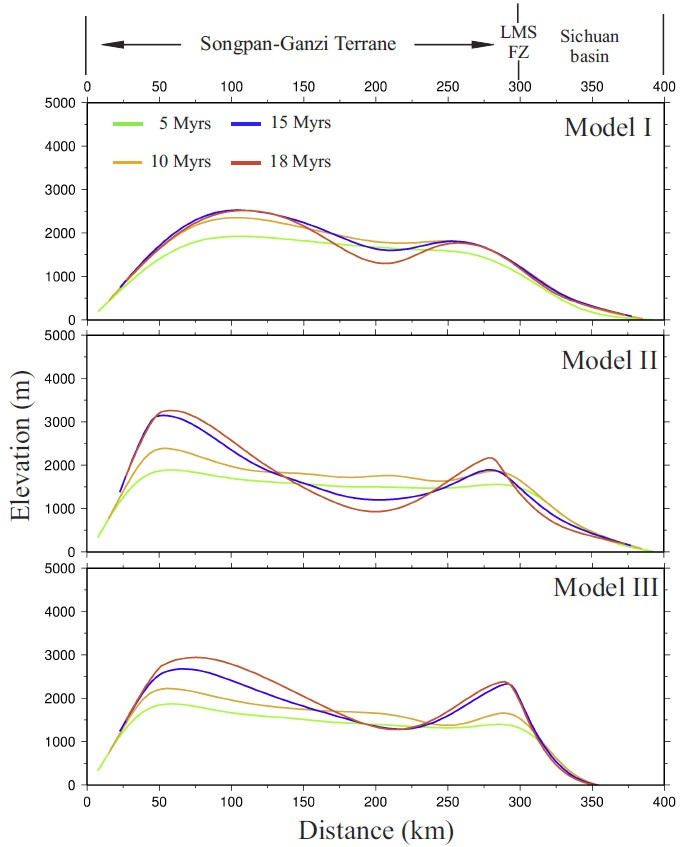 Songpan-Ganzi Terrane
LMS
FZ
Sichuan
basin
0 50 100 150 200 250 300 350 400
5000
4000
3000
2000
1000
0
5 Myrs
15 Myrs
10 Myrs
18 Myrs
Model I
5000
4000
3000
2000
1000
0
Model II
Elevation (m)
5000
4000
3000
2000
1000
0
Model III
0 50 100 150 200 250 300 350 400
Distance (km)